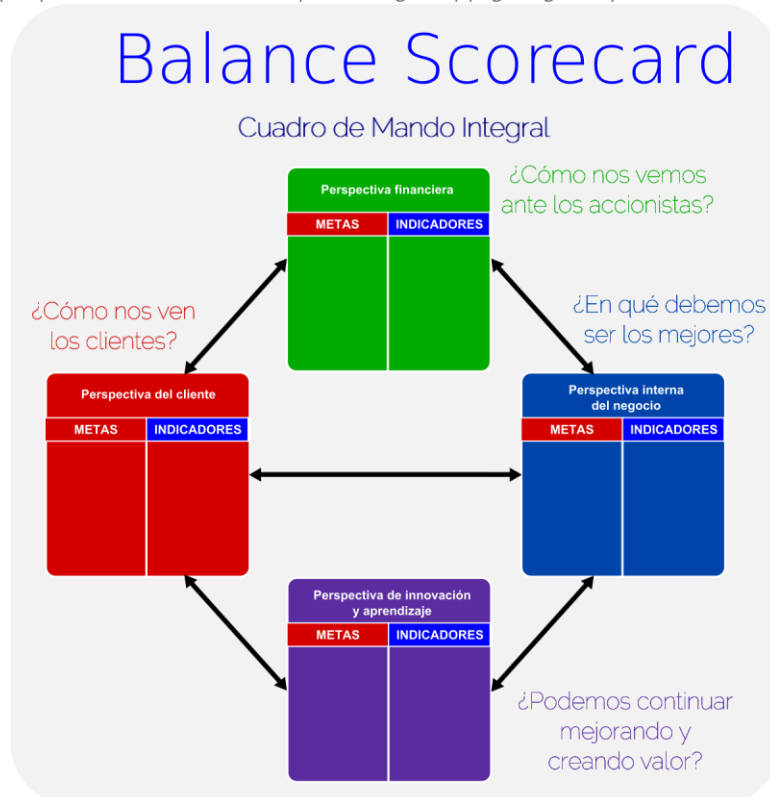 Balance Scorecard
Cuadro de Mando Integral
Perspectiva financiera
METAS INDICADORES
¿Cómo nos vemos
ante los accionistas?
¿Cómo nos ven
los clientes?
¿En qué debemos
ser los mejores?
Perspectiva del cliente
METAS INDICADORES
Perspectiva interna
del negocio
METAS INDICADORES
Perspectiva de innovación
y aprendizaje
METAS INDICADORES
¿Podemos continuar
mejorando y
creando valor?